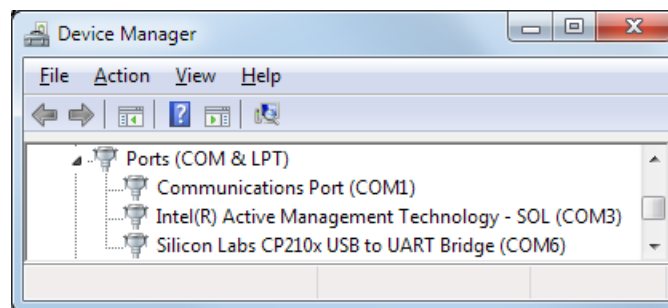 Device Manager
File Action View Help
Ports (COM & LPT)
Communications Port (COM1)
Intel(R) Active Management Technology - SOL (COM3)
Silicon Labs CP210x USB to UART Bridge (COM6)